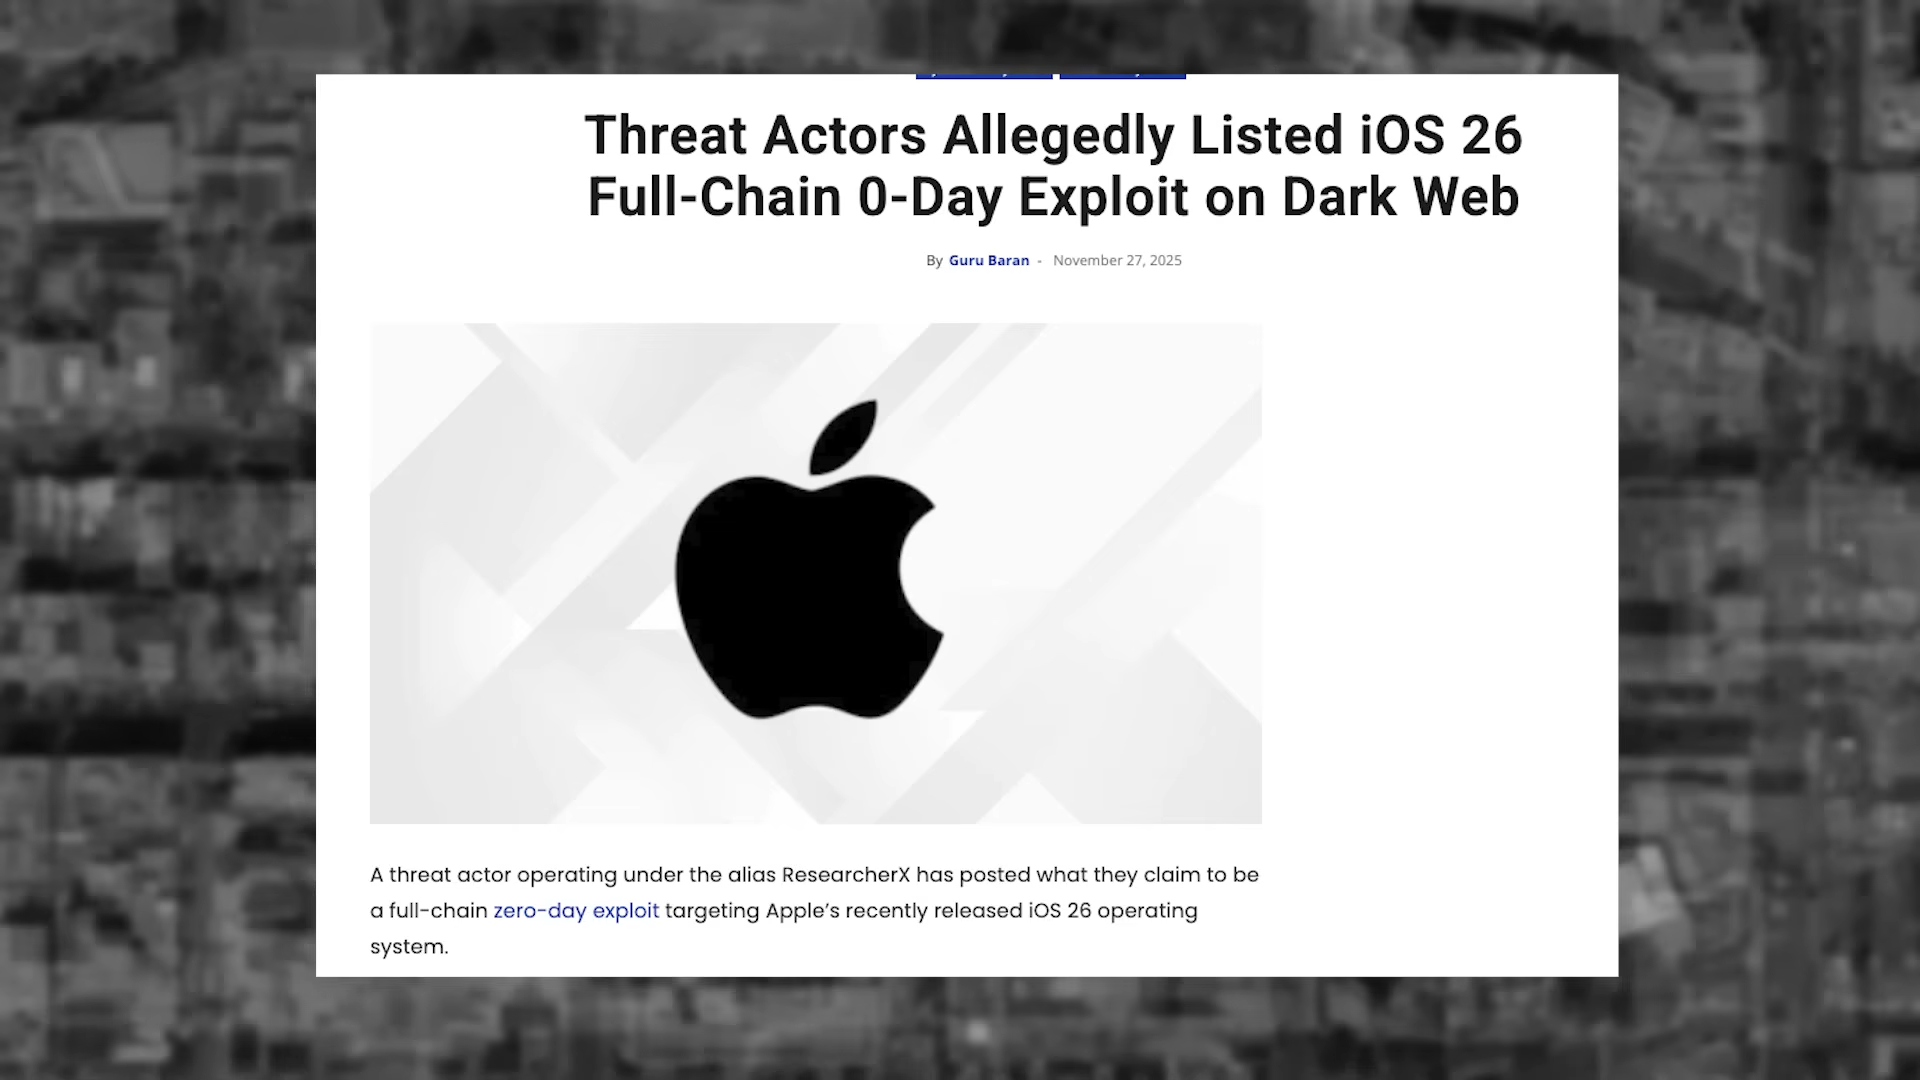 Threat Actors Allegedly Listed iOS 26
Full-Chain 0-Day Exploit on Dark Web
By Guru Baran - November 27, 2025
A threat actor operating under the alias ResearcherX has posted what they claim to be
a full-chain zero-day exploit targeting Apple’s recently released iOS 26 operating
system.